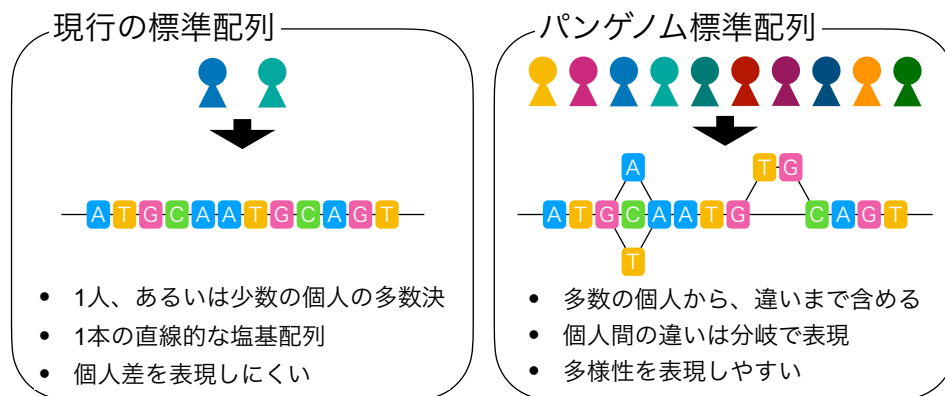 現行の標準配列
ATGCAATGCAGT
• 1人、あるいは少数の個人の多数決
• 1本の直線的な塩基配列
• 個人差を表現しにくい
パンゲノム標準配列
A TG
ATGCAATG CAGT
T
• 多数の個人から、違いまで含める
• 個人間の違いは分岐で表現
• 多様性を表現しやすい